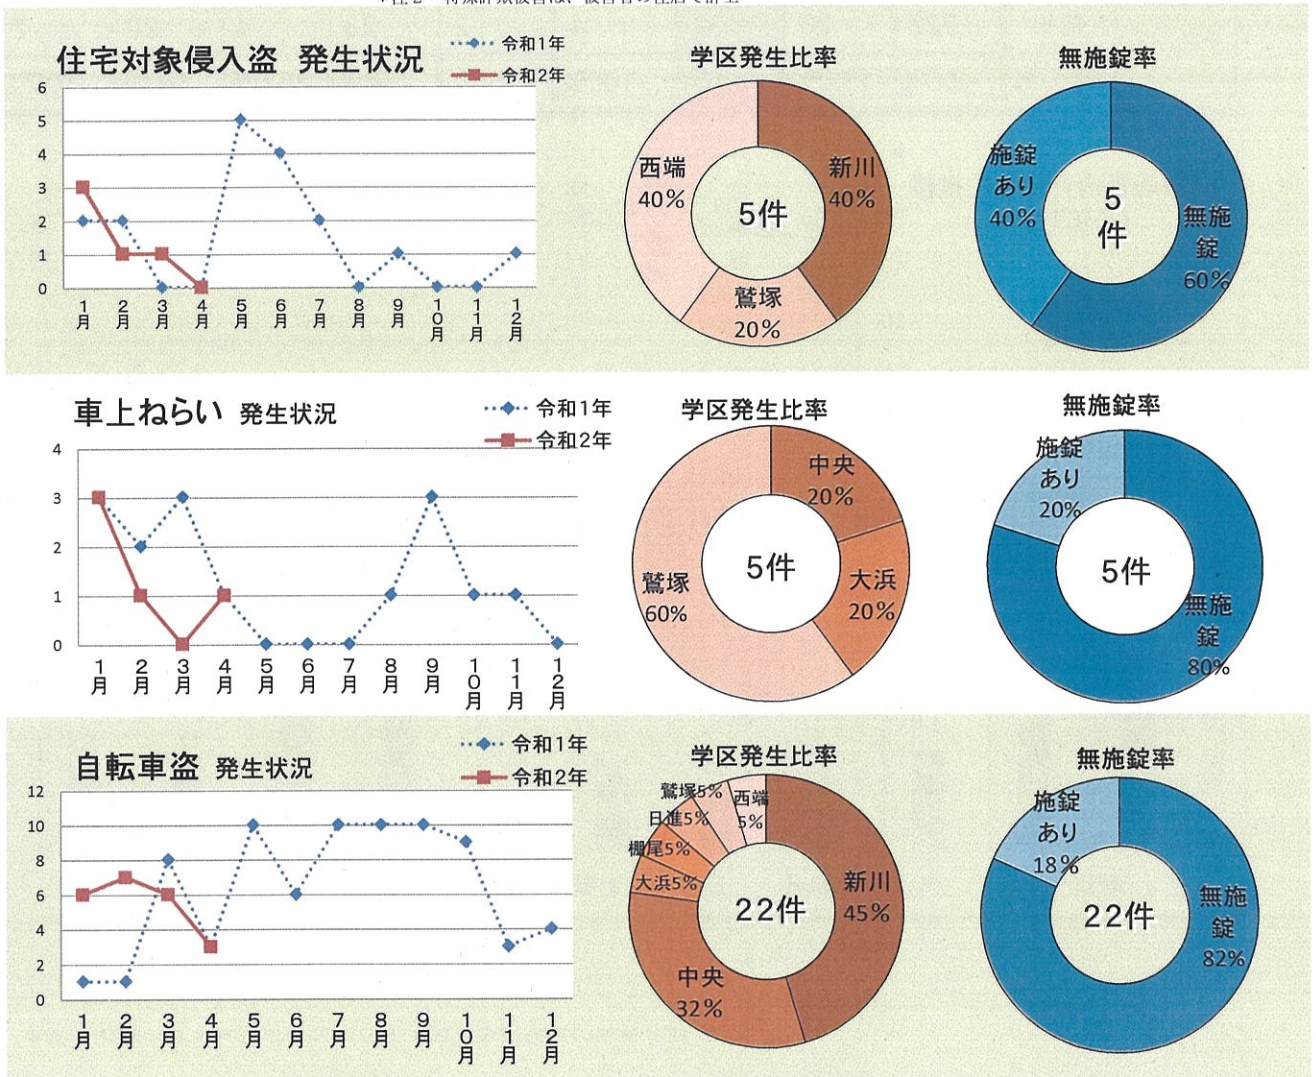 住宅対象侵入盗 発生状況
令和1年
令和2年
6
5
4
3
2
1
0
1月
2月
3月
4月
5月
6月
7月
8月
9月
10月
11月
12月
学区発生比率
西端
40%
新川
40%
5件
鷲塚
20%
無施錠率
施錠
あり
40%
5
件
無施
錠
60%
車上ねらい 発生状況
令和1年
令和2年
4
3
2
1
0
1月
2月
3月
4月
5月
6月
7月
8月
9月
10月
11月
12月
学区発生比率
中央
20%
大浜
20%
5件
鷲塚
60%
無施錠率
施錠
あり
20%
5件
無施
錠
80%
自転車盗 発生状況
令和1年
令和2年
12
10
8
6
4
2
0
1月
2月
3月
4月
5月
6月
7月
8月
9月
10月
11月
12月
学区発生比率
鷲塚5%
西端
5%
日進5%
棚尾5%
大浜5%
新川
45%
22件
中央
32%
無施錠率
施錠
あり
18%
22件
無施
錠
82%